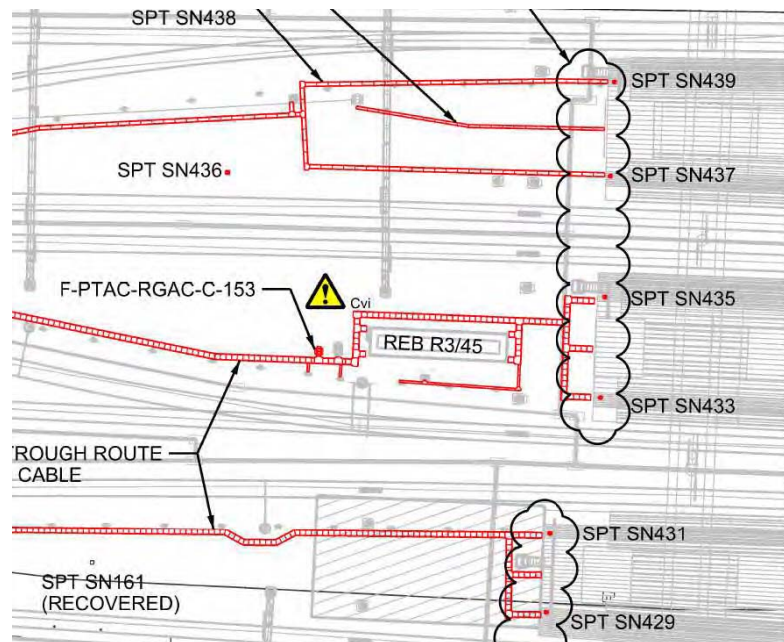 SPT SN438
SPT SN439
SPT SN436
SPT SN437
F-PTAC-RGAC-C-153
Cvi
SPT SN435
REB R3/45
SPT SN433
TROUGH ROUTE
CABLE
SPT SN431
SPT SN161
(RECOVERED)
SPT SN429